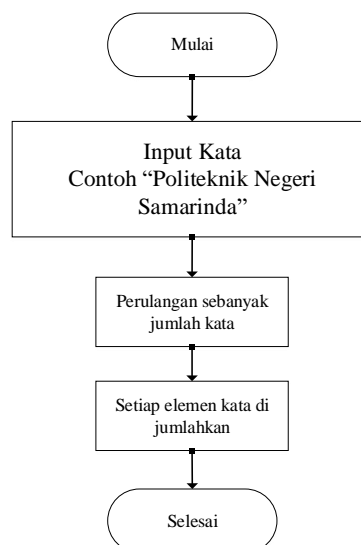 Mulai
Input Kata
Contoh “Politeknik Negeri
Samarinda”
Perulangan sebanyak
jumlah kata
Setiap elemen kata di
jumlahkan
Selesai